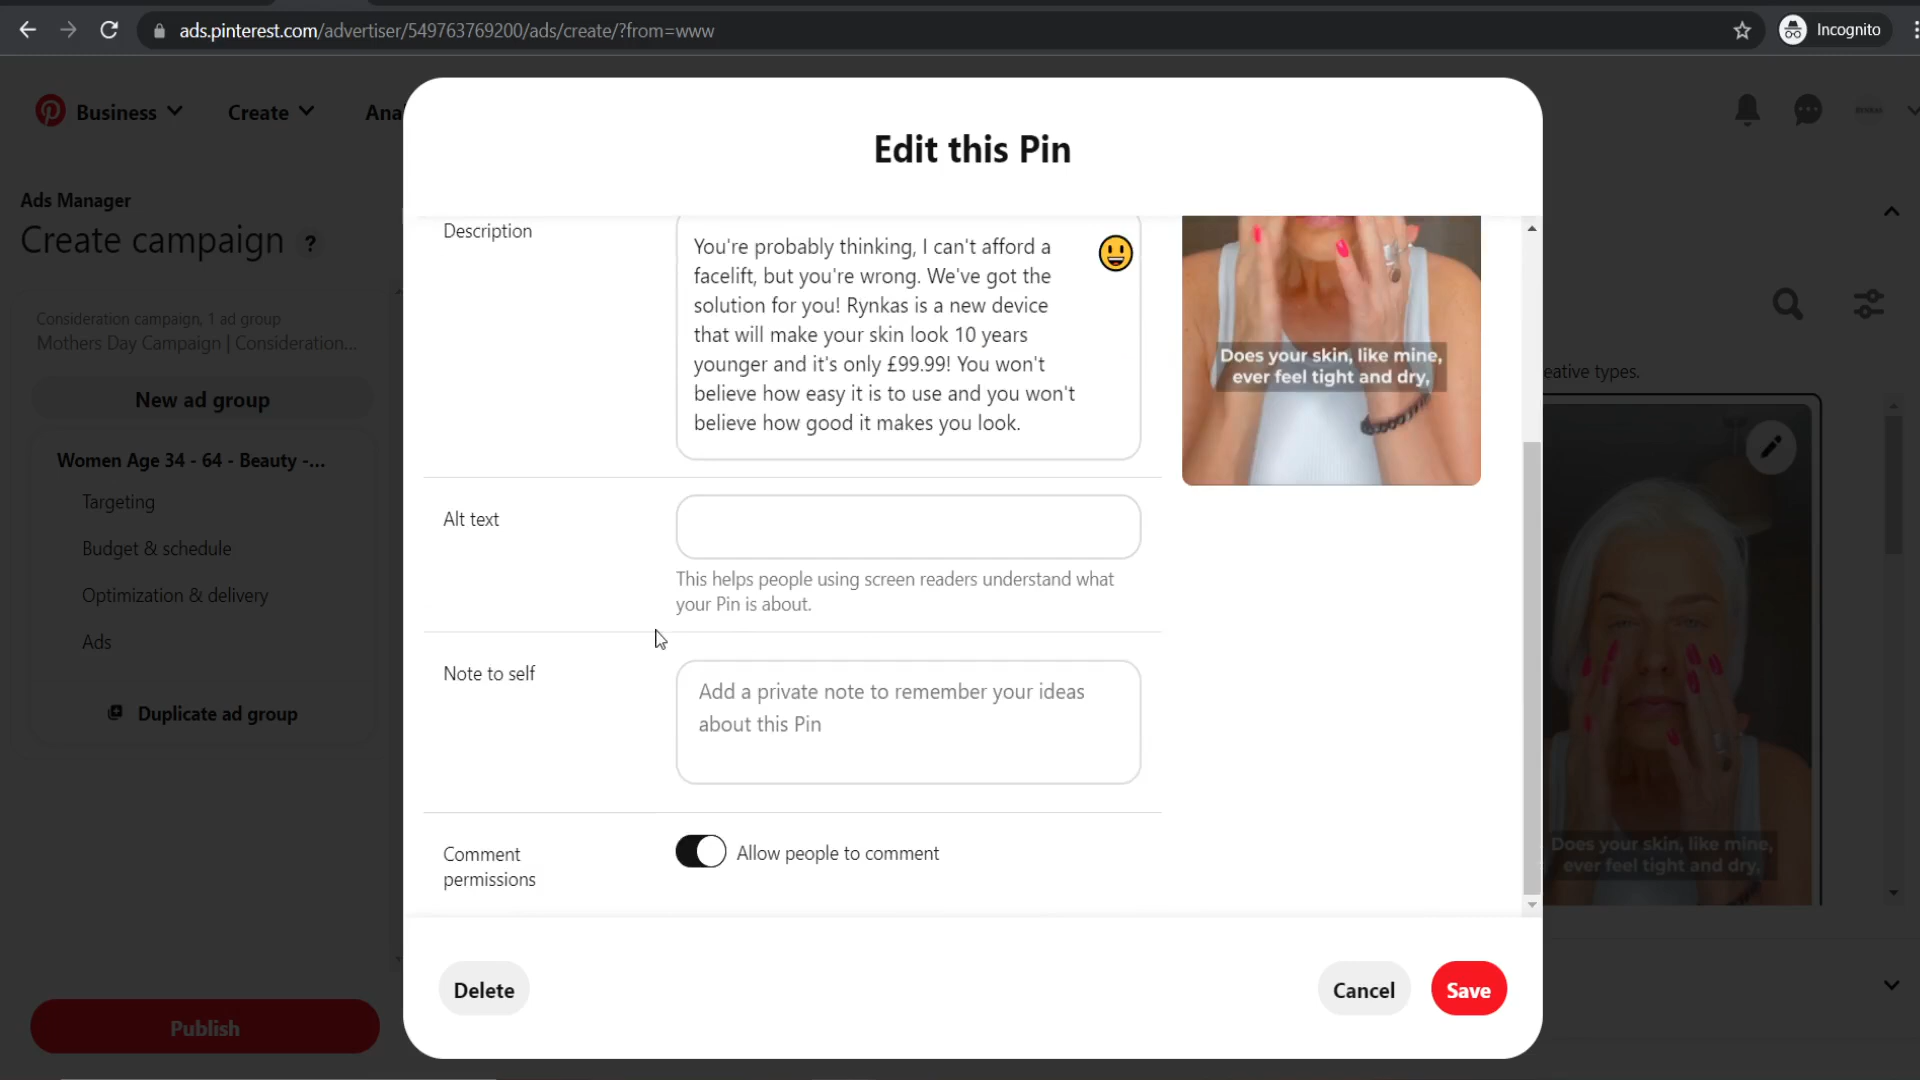 ads.pinterest.com/advertiser/549763769200/ads/create/?from=www
Incognito
Business
Create
Ana
Edit this Pin
Ads Manager
Create campaign ?
Consideration campaign, 1 ad group
Mothers Day Campaign | Consideration...
New ad group
Women Age 34 - 64 - Beauty -...
Targeting
Budget & schedule
Optimization & delivery
Ads
Duplicate ad group
Publish
Description
You're probably thinking, I can't afford a
facelift, but you're wrong. We've got the
solution for you! Rynkas is a new device
that will make your skin look 10 years
younger and it's only £99.99! You won't
believe how easy it is to use and you won't
believe how good it makes you look.
Alt text
This helps people using screen readers understand what
your Pin is about.
Note to self
Add a private note to remember your ideas
about this Pin
Comment
permissions
Allow people to comment
Delete
Cancel
Save
Does your skin, like mine,
ever feel tight and dry,
eative types.
Does your skin, like mine,
ever feel tight and dry,